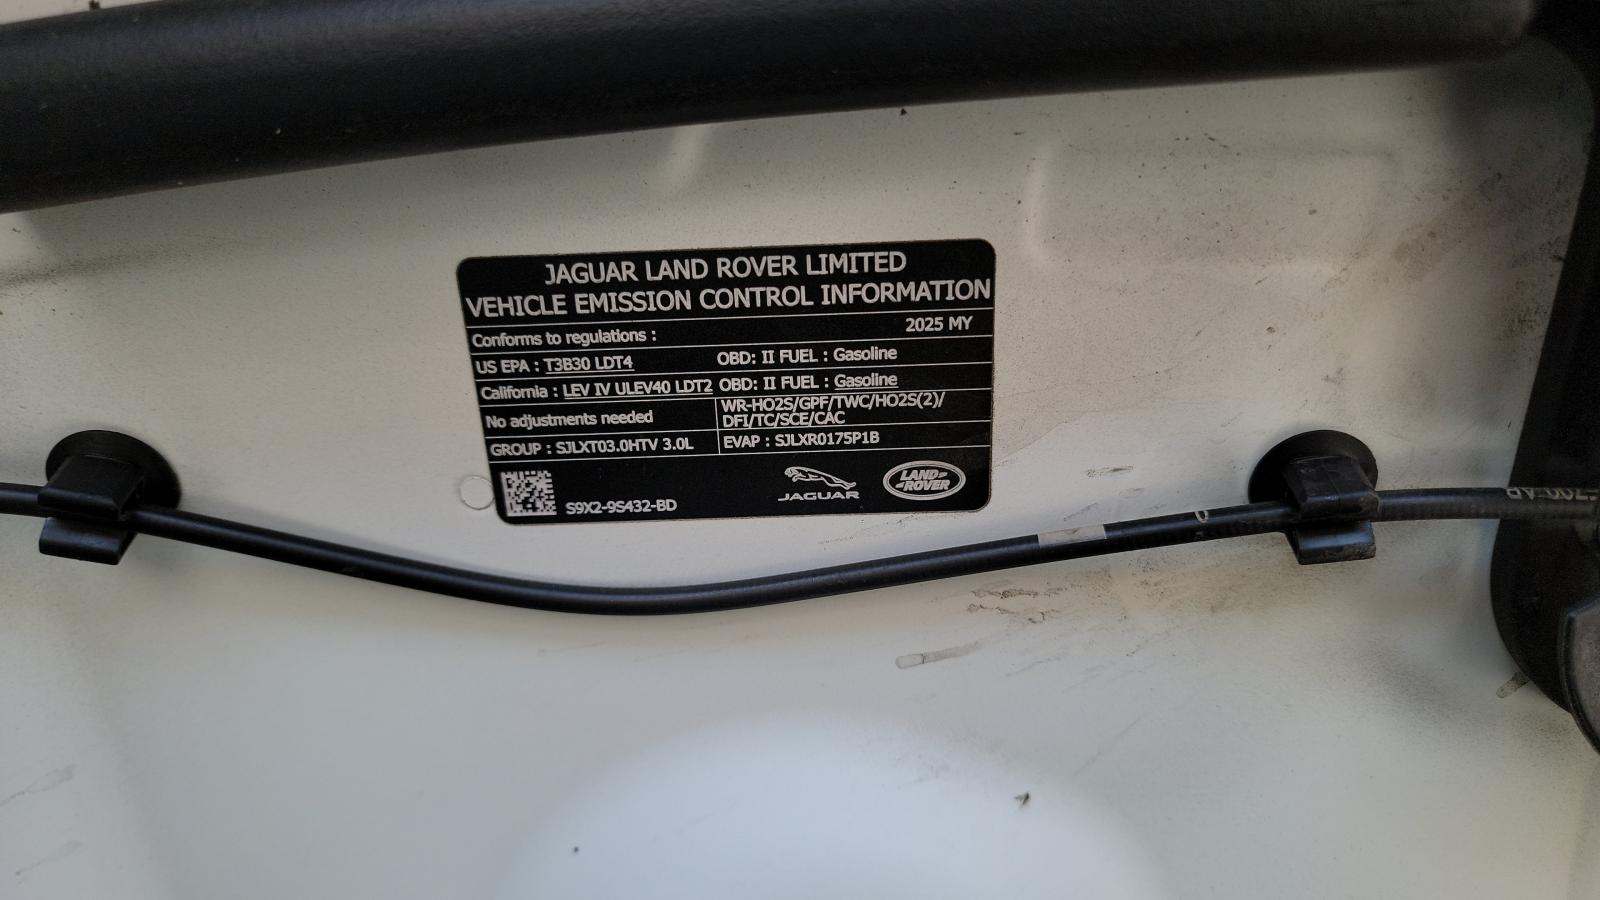 JAGUAR LAND ROVER LIMITED
VEHICLE EMISSION CONTROL INFORMATION
Conforms to regulations : 2025 MY
US EPA : T3B30 LDT4 OBD: II FUEL : Gasoline
California : LEV IV ULEV40 LDT2 OBD: II FUEL : Gasoline
No adjustments needed WR-HO2S/GPF/TWC/HO2S(2)/
DFI/TC/SCE/CAC
GROUP : SJLXT03.0HTV 3.0L EVAP : SJLXR0175P1B
S9X2-9S432-BD JAGUAR LAND-
-ROVER